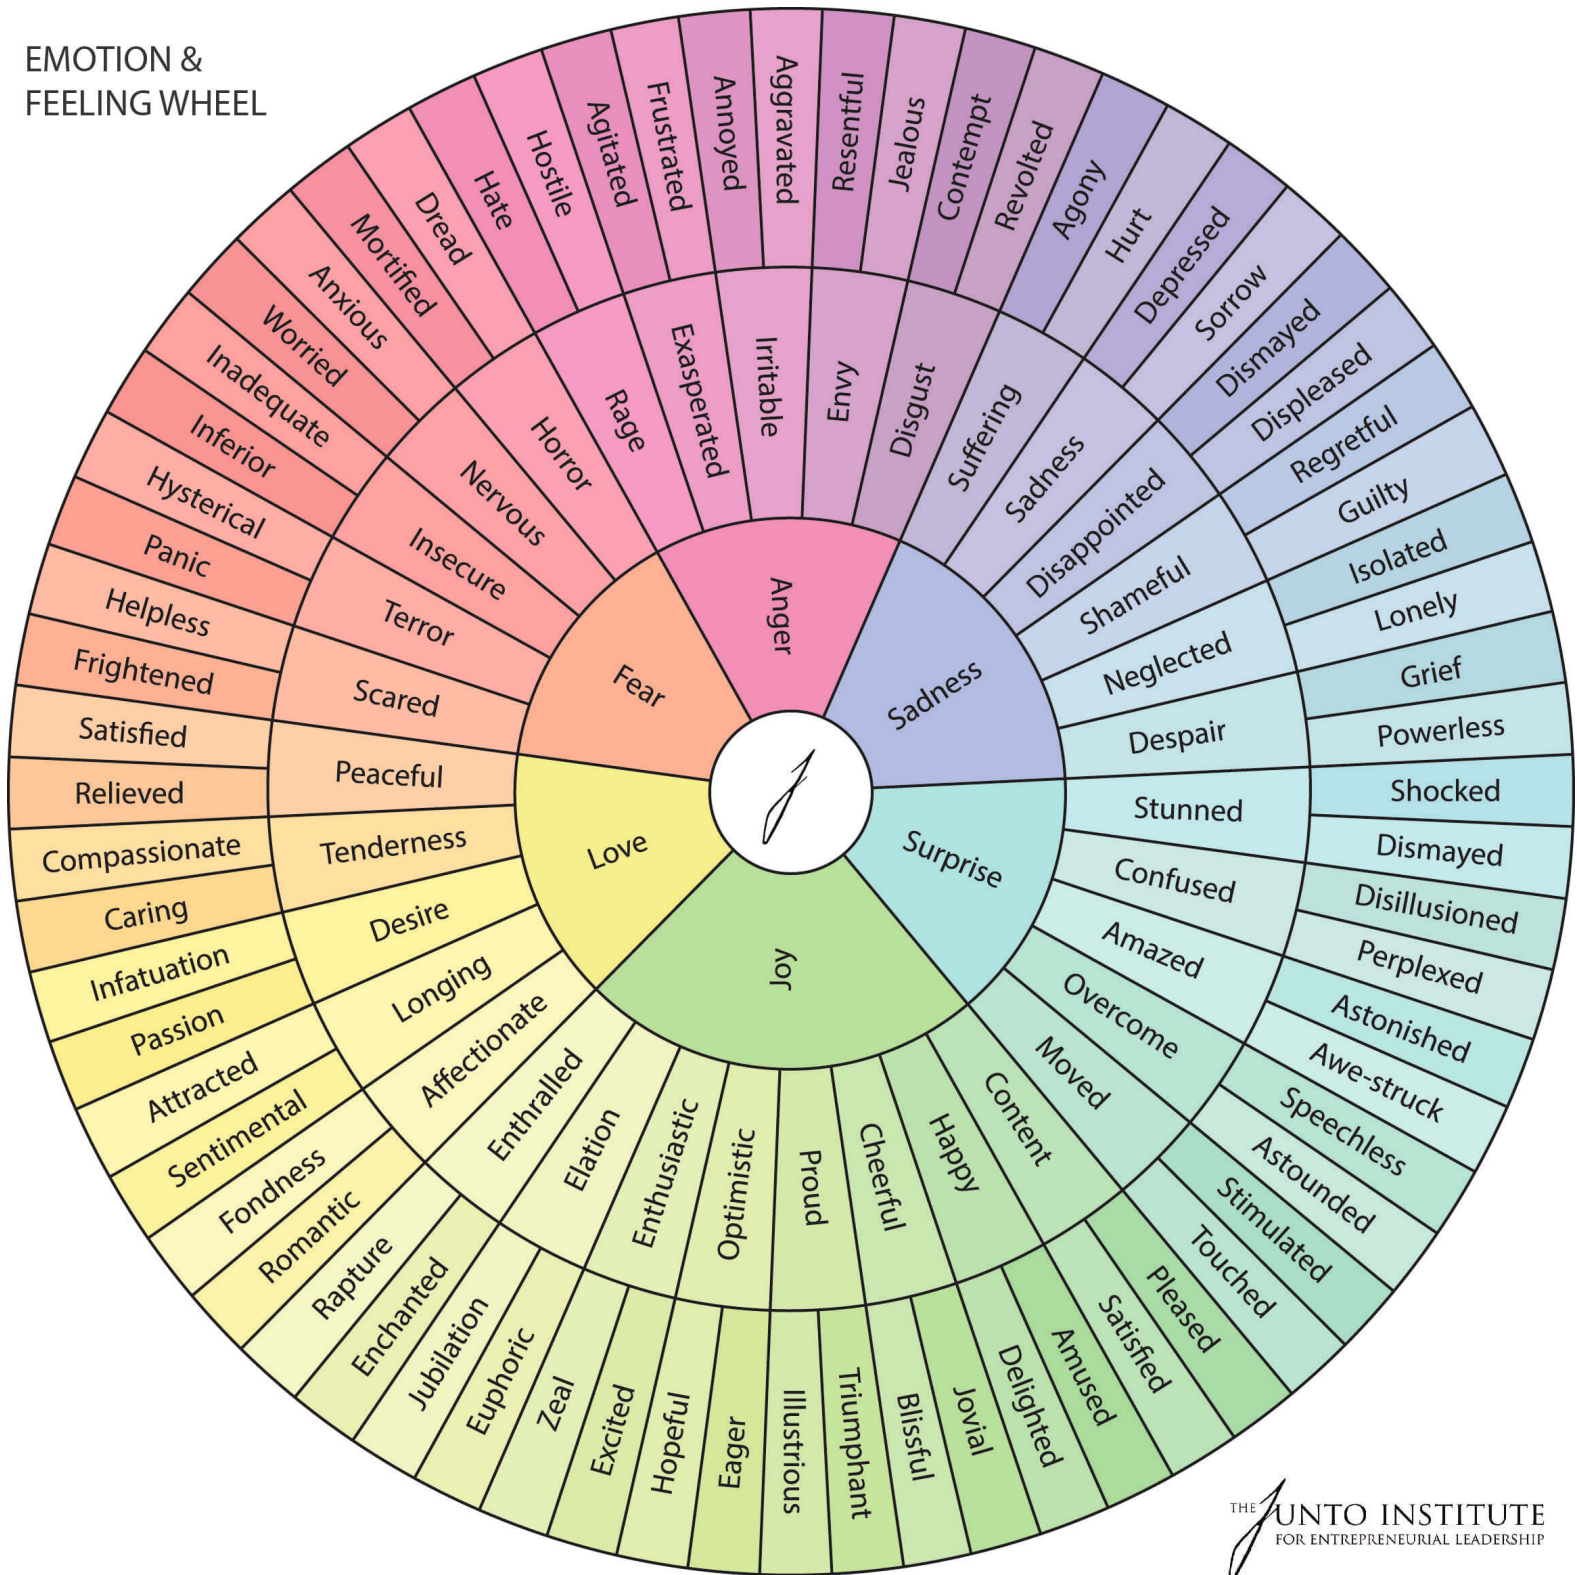 EMOTION &
FEELING WHEEL
Anger
Sadness
Surprise
Joy
Love
Fear
Rage
Exasperated
Irritable
Envy
Disgust
Suffering
Sadness
Disappointed
Shameful
Neglected
Despair
Stunned
Confused
Amazed
Overcome
Moved
Content
Happy
Cheerful
Proud
Optimistic
Enthusiastic
Elation
Enthralled
Affectionate
Longing
Desire
Tenderness
Peaceful
Scared
Terror
Insecure
Nervous
Horror
Hate
Hostile
Agitated
Frustrated
Annoyed
Aggravated
Resentful
Jealous
Contempt
Revolted
Agony
Hurt
Depressed
Sorrow
Dismayed
Displeased
Regretful
Guilty
Isolated
Lonely
Grief
Powerless
Shocked
Dismayed
Disillusioned
Perplexed
Astonished
Awe-struck
Speechless
Astounded
Stimulated
Touched
Pleased
Satisfied
Amused
Delighted
Jovial
Blissful
Triumphant
Illustrious
Eager
Hopeful
Excited
Zeal
Euphoric
Jubilation
Enchanted
Rapture
Romantic
Fondness
Sentimental
Attracted
Passion
Infatuation
Caring
Compassionate
Relieved
Satisfied
Frightened
Helpless
Panic
Hysterical
Inferior
Inadequate
Worried
Anxious
Mortified
Dread
J
THE JUNTO INSTITUTE
FOR ENTREPRENEURIAL LEADERSHIP